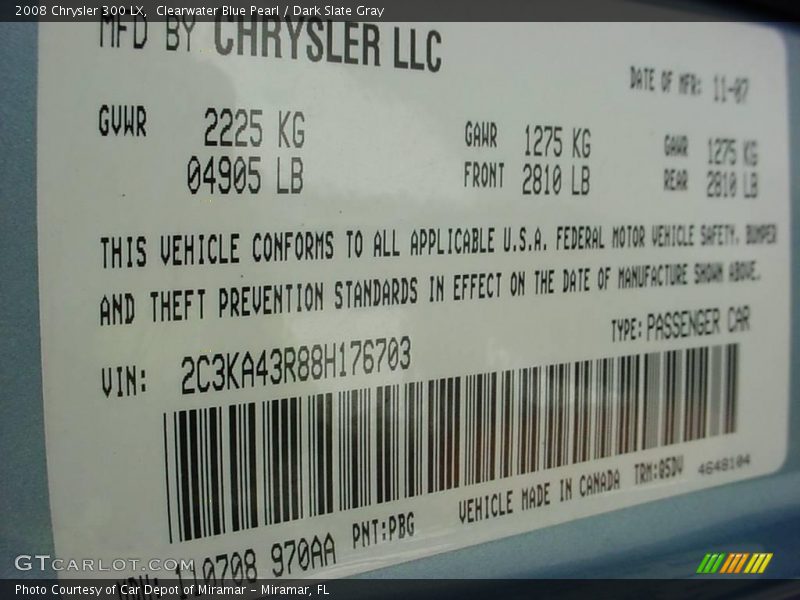 2008 Chrysler 300 LX, Clearwater Blue Pearl / Dark Slate Gray
MFD BY CHRYSLER LLC
DATE OF MFR: 11-07
GVWR 2225 KG GAWR 1275 KG GAWR 1275 KG
04905 LB FRONT 2810 LB REAR 2810 LB
THIS VEHICLE CONFORMS TO ALL APPLICABLE U.S.A. FEDERAL MOTOR VEHICLE SAFETY, BUMPER
AND THEFT PREVENTION STANDARDS IN EFFECT ON THE DATE OF MANUFACTURE SHOWN ABOVE.
TYPE: PASSENGER CAR
VIN: 2C3KA43R88H176703
VEHICLE MADE IN CANADA TRM:Q5DV 4648104
MDH: 110708 970AA PNT:PBG
GTCARLOT.COM
Photo Courtesy of Car Depot of Miramar - Miramar, FL